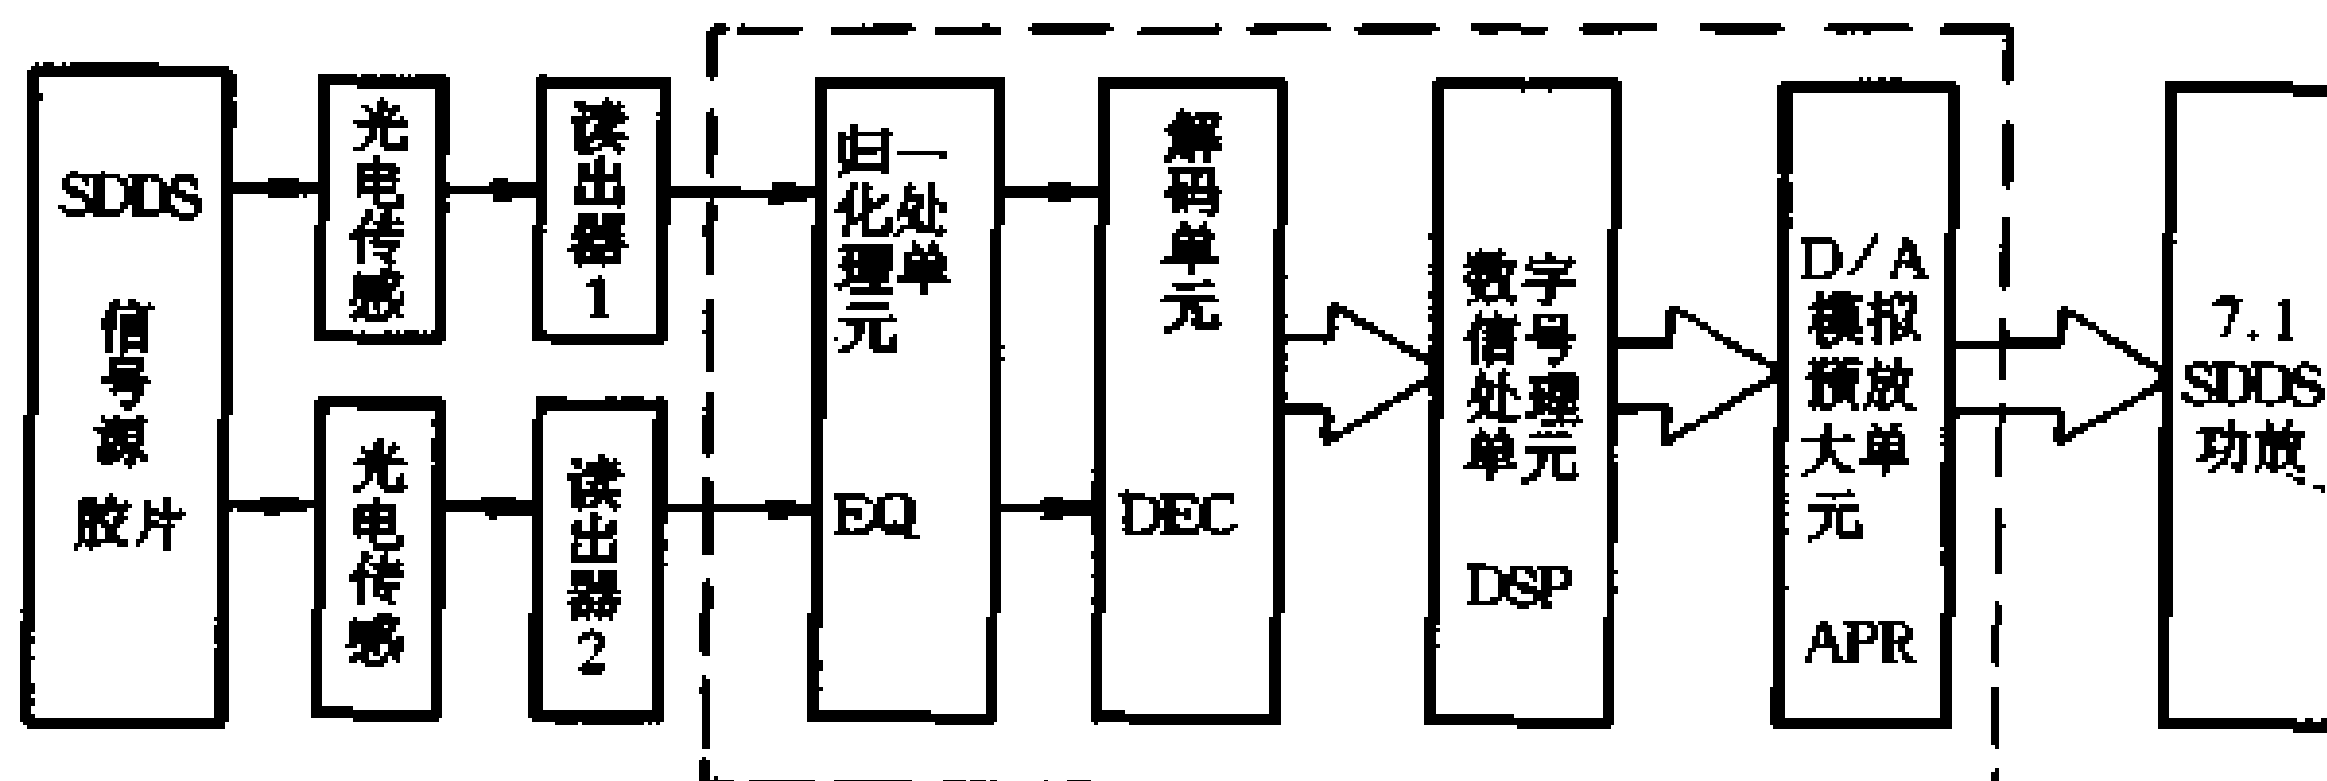 SDDS
信
号
源
胶片
光
电
传
感
读
出
器
1
光
电
传
感
读
出
器
2
归一
化处
理单
元
EQ
解
码
单
元
DEC
数字
信号
处理
单元
DSP
D/A
模拟
预放
大单
元
APR
7.1
SDDS
功放